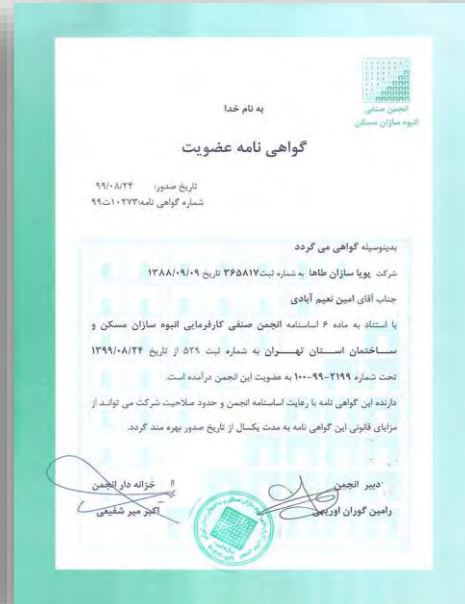 انجمن صنفی
انبوه سازان مسکن
به نام خدا
گواهی نامه عضویت
تاریخ صدور: ۹۹/۰۸/۲۴
شماره گواهی نامه:۱۰۲۷۳ت۹۹
بدینوسیله گواهی می گردد
شرکت پویا سازان طاها به شماره ثبت۳۶۵۸۱۷ تاریخ ۱۳۸۸/۰۹/۰۹
جناب آقای امین نعیم آبادی
با استناد به ماده ۶ اساسنامه انجمن صنفی کارفرمایی انبوه سازان مسکن و
ساختمان استان تهران به شماره ثبت ۵۲۹ از تاریخ ۱۳۹۹/۰۸/۲۴
تحت شماره ۲۱۹۹-۹۹-۱۰۰ به عضویت این انجمن درآمده است.
دارنده این گواهی نامه با رعایت اساسنامه انجمن و حدود صلاحیت شرکت می تواند از
مزایای قانونی این گواهی نامه به مدت یکسال از تاریخ صدور بهره مند گردد.
دبیر انجمن
خزانه دار انجمن
رامین گوران اوریمی
اکبر میر شفیعی